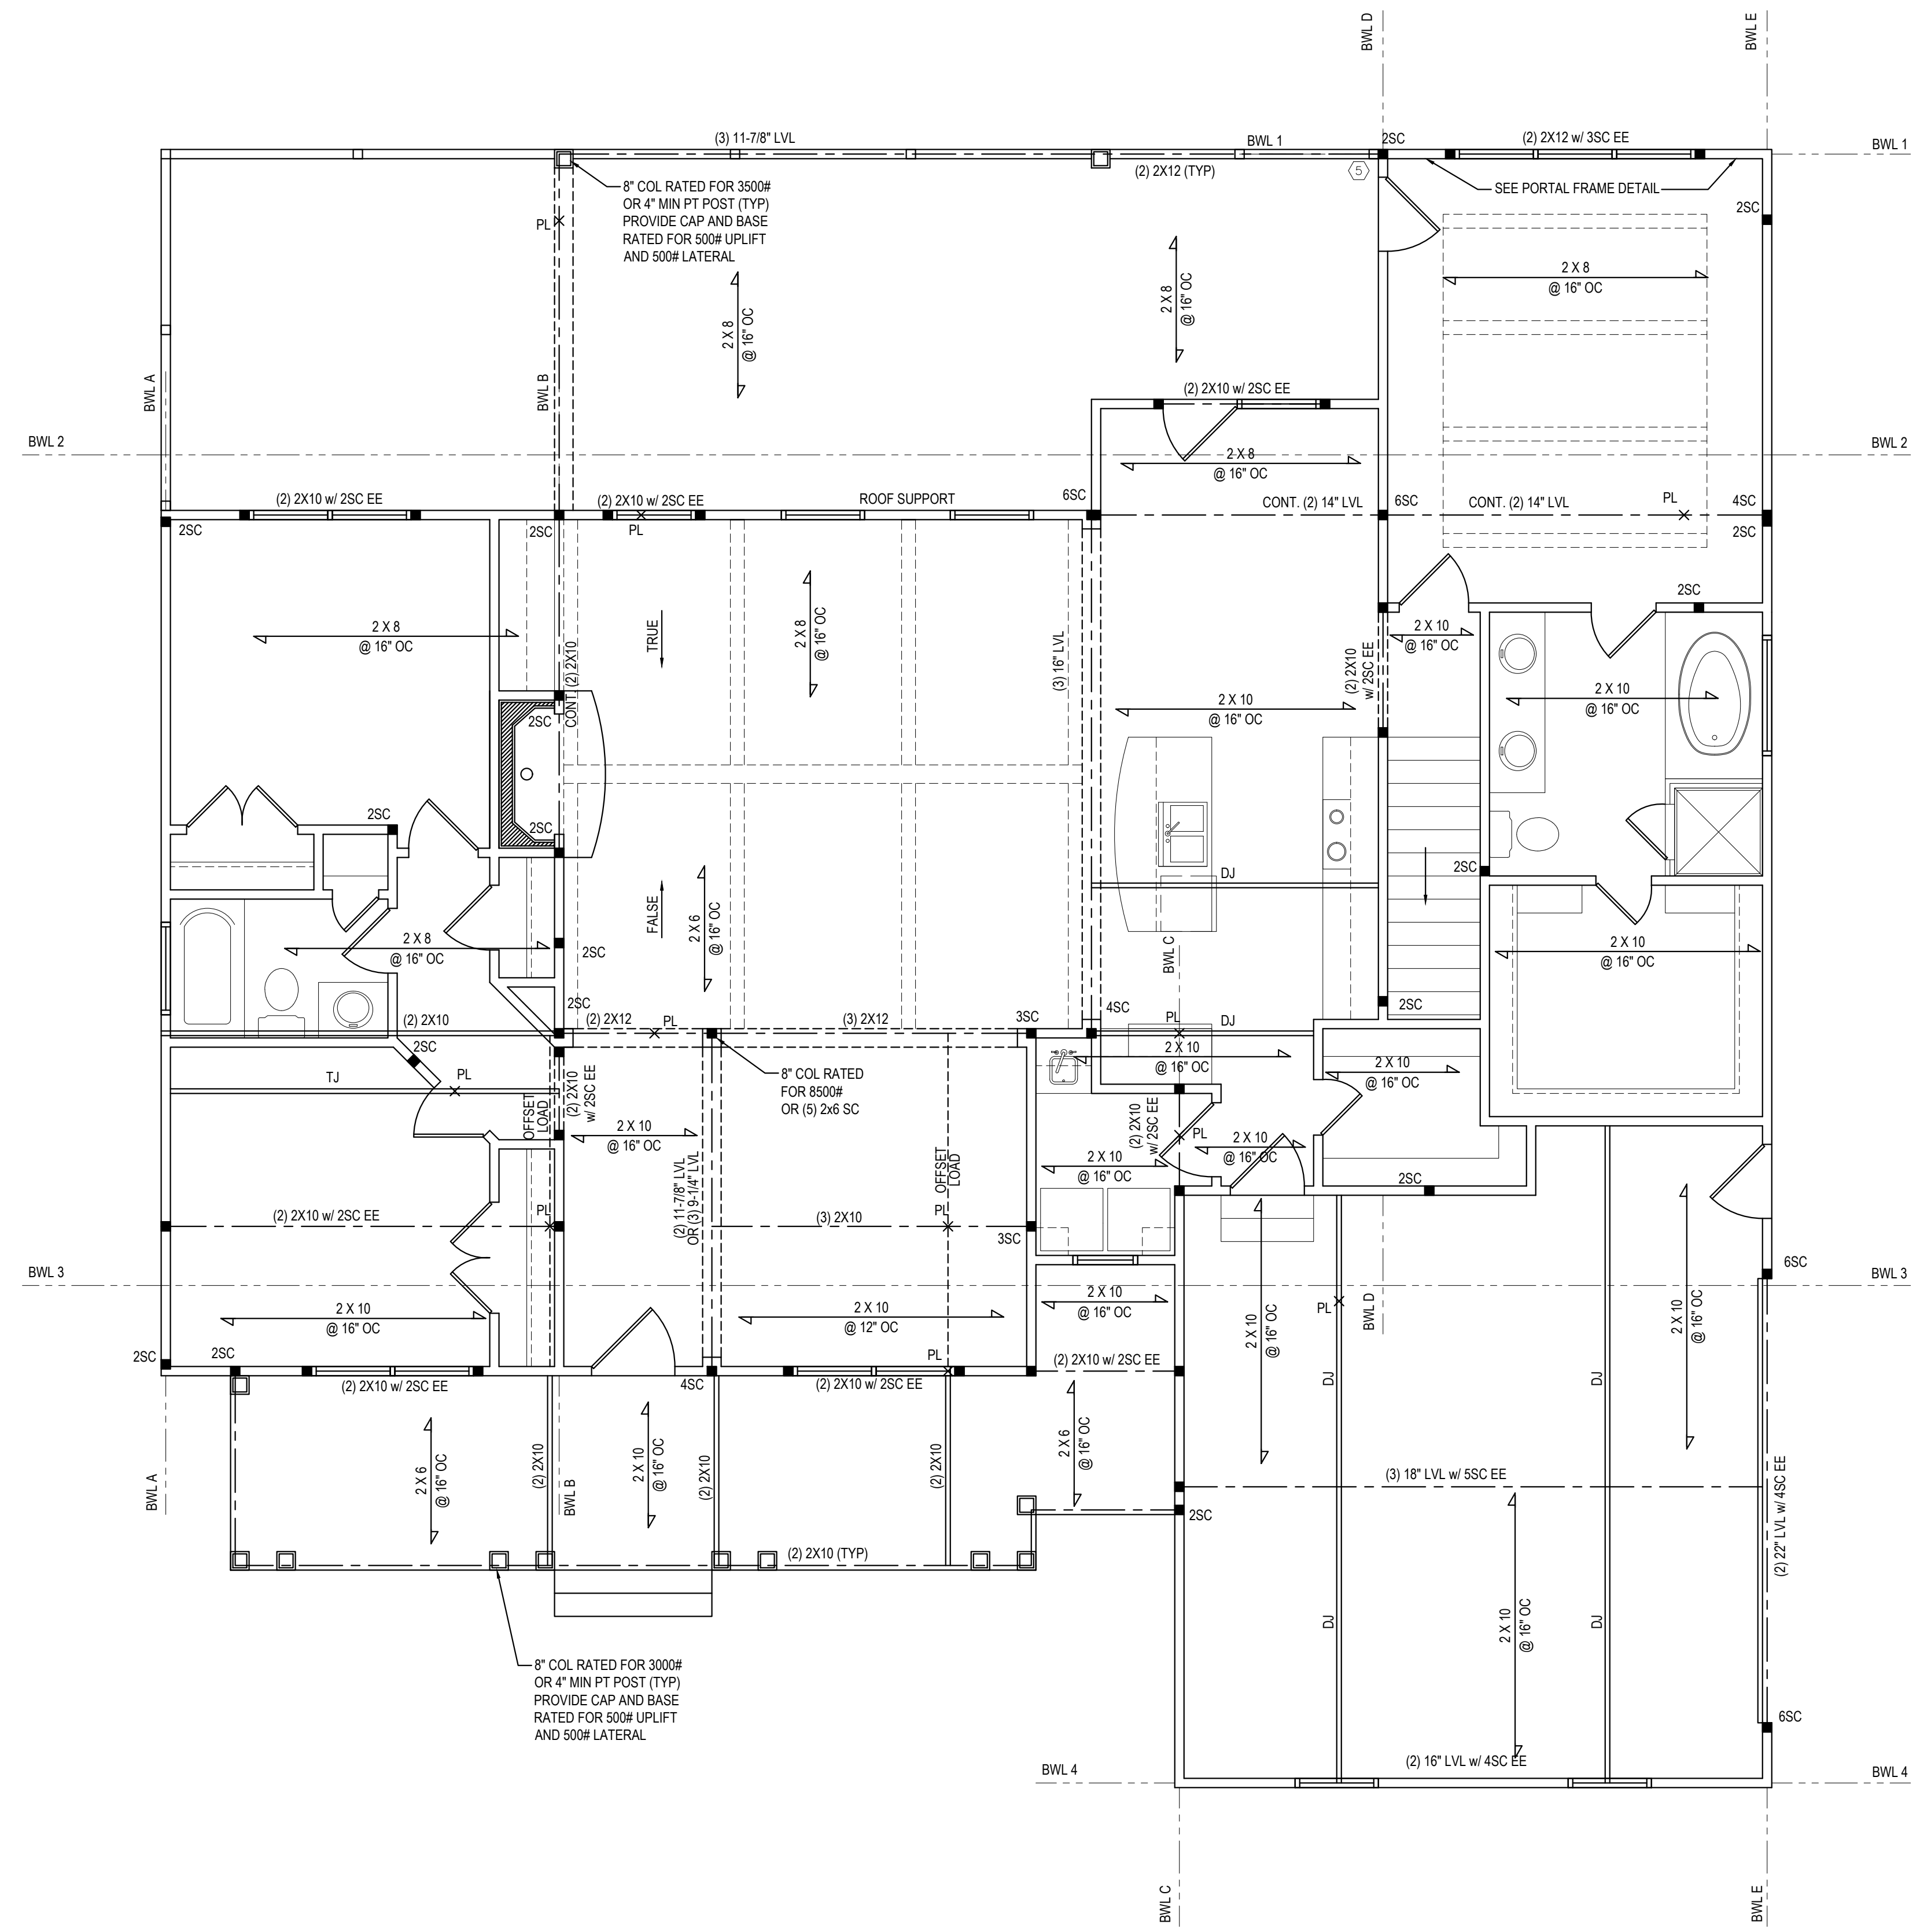 BWL D
BWL E
(3) 11-7/8" LVL
BWL 1
2SC
(2) 2X12 w/ 3SC EE
BWL 1
(2) 2X12 (TYP)
5
SEE PORTAL FRAME DETAIL
8" COL RATED FOR 3500#
OR 4" MIN PT POST (TYP)
PROVIDE CAP AND BASE
RATED FOR 500# UPLIFT
AND 500# LATERAL
PL
2SC
2 X 8
@ 16" OC
2 X 8
@ 16" OC
2 X 8
@ 16" OC
BWL A
BWL B
(2) 2X10 w/ 2SC EE
BWL 2
BWL 2
2 X 8
@ 16" OC
(2) 2X10 w/ 2SC EE
(2) 2X10 w/ 2SC EE
ROOF SUPPORT
6SC
CONT. (2) 14" LVL
6SC
CONT. (2) 14" LVL
PL
4SC
2SC
2SC
PL
2SC
2SC
2 X 8
@ 16" OC
TRUE
CONT. (2) 2X10
2 X 8
@ 16" OC
(3) 16" LVL
(2) 2X10
w/ 2SC EE
2 X 10
@ 16" OC
2 X 10
@ 16" OC
2 X 10
@ 16" OC
2SC
2SC
2SC
2SC
DJ
FALSE
2 X 6
@ 16" OC
2 X 8
@ 16" OC
2SC
BWL C
2 X 10
@ 16" OC
2SC
2SC
4SC
(2) 2X10
(2) 2X12
PL
(3) 2X12
3SC
PL
DJ
2SC
2 X 10
@ 16" OC
2 X 10
@ 16" OC
TJ
PL
8" COL RATED
FOR 8500#
OR (5) 2x6 SC
OFFSET
LOAD
(2) 2X10
w/ 2SC EE
2 X 10
@ 16" OC
(2) 2X10
w/ 2SC EE
PL
2 X 10
@ 16" OC
2 X 10
@ 16" OC
OFFSET
LOAD
2SC
(2) 11-7/8" LVL
OR (3) 9-1/4" LVL
(2) 2X10 w/ 2SC EE
PL
(3) 2X10
PL
3SC
BWL 3
6SC
BWL 3
2 X 10
@ 16" OC
2 X 10
@ 12" OC
2 X 10
@ 16" OC
2 X 10
@ 16" OC
PL
BWL D
2 X 10
@ 16" OC
2SC
2SC
(2) 2X10 w/ 2SC EE
4SC
(2) 2X10 w/ 2SC EE
PL
(2) 2X10 w/ 2SC EE
DJ
DJ
BWL A
2 X 6
@ 16" OC
(2) 2X10
BWL B
2 X 10
@ 16" OC
(2) 2X10
(2) 2X10
2 X 6
@ 16" OC
(3) 18" LVL w/ 5SC EE
2SC
(2) 22" LVL w/ 4SC EE
(2) 2X10 (TYP)
DJ
2 X 10
@ 16" OC
DJ
8" COL RATED FOR 3000#
OR 4" MIN PT POST (TYP)
PROVIDE CAP AND BASE
RATED FOR 500# UPLIFT
AND 500# LATERAL
6SC
(2) 16" LVL w/ 4SC EE
BWL 4
BWL 4
BWL C
BWL E